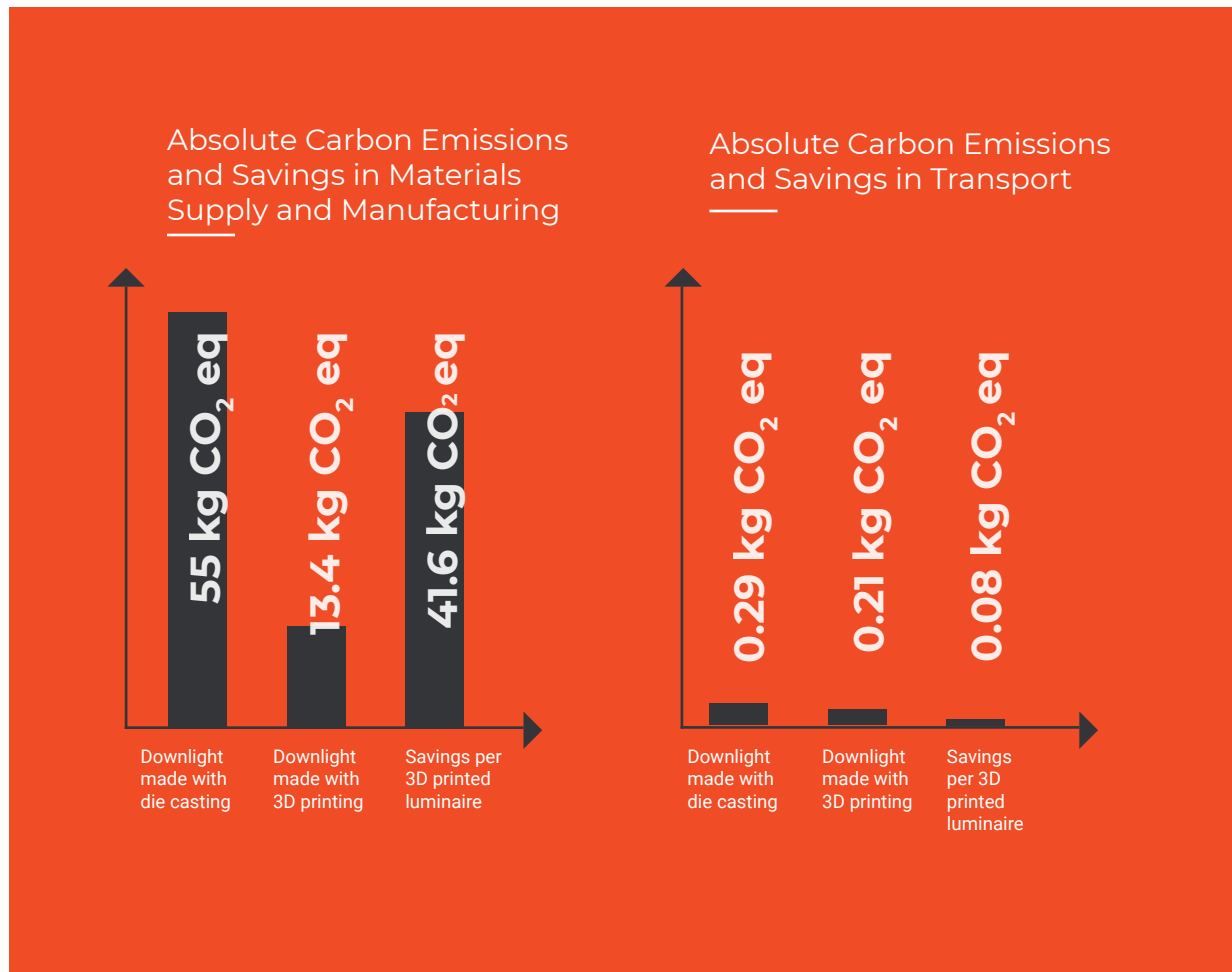 Absolute Carbon Emissions
and Savings in Materials
Supply and Manufacturing
55 kg CO₂ eq
13.4 kg CO₂ eq
41.6 kg CO₂ eq
Downlight
made with
die casting
Downlight
made with
3D printing
Savings per
3D printed
luminaire
Absolute Carbon Emissions
and Savings in Transport
0.29 kg CO₂ eq
0.21 kg CO₂ eq
0.08 kg CO₂ eq
Downlight
made with
die casting
Downlight
made with
3D printing
Savings
per 3D
printed
luminaire